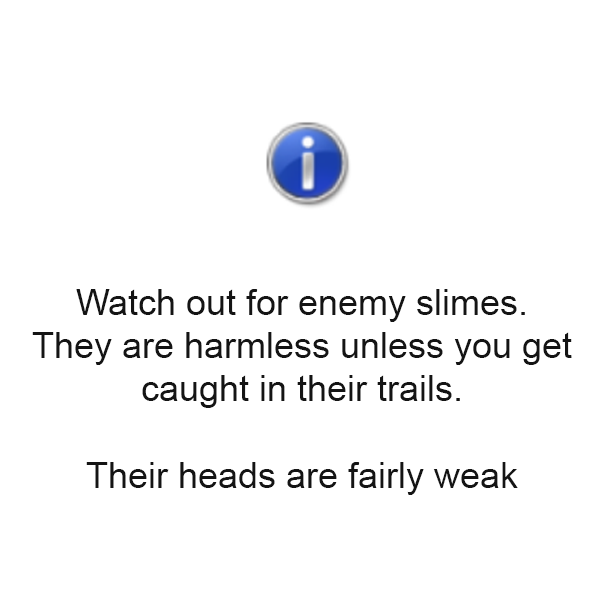 Watch out for enemy slimes.
They are harmless unless you get
caught in their trails.
Their heads are fairly weak